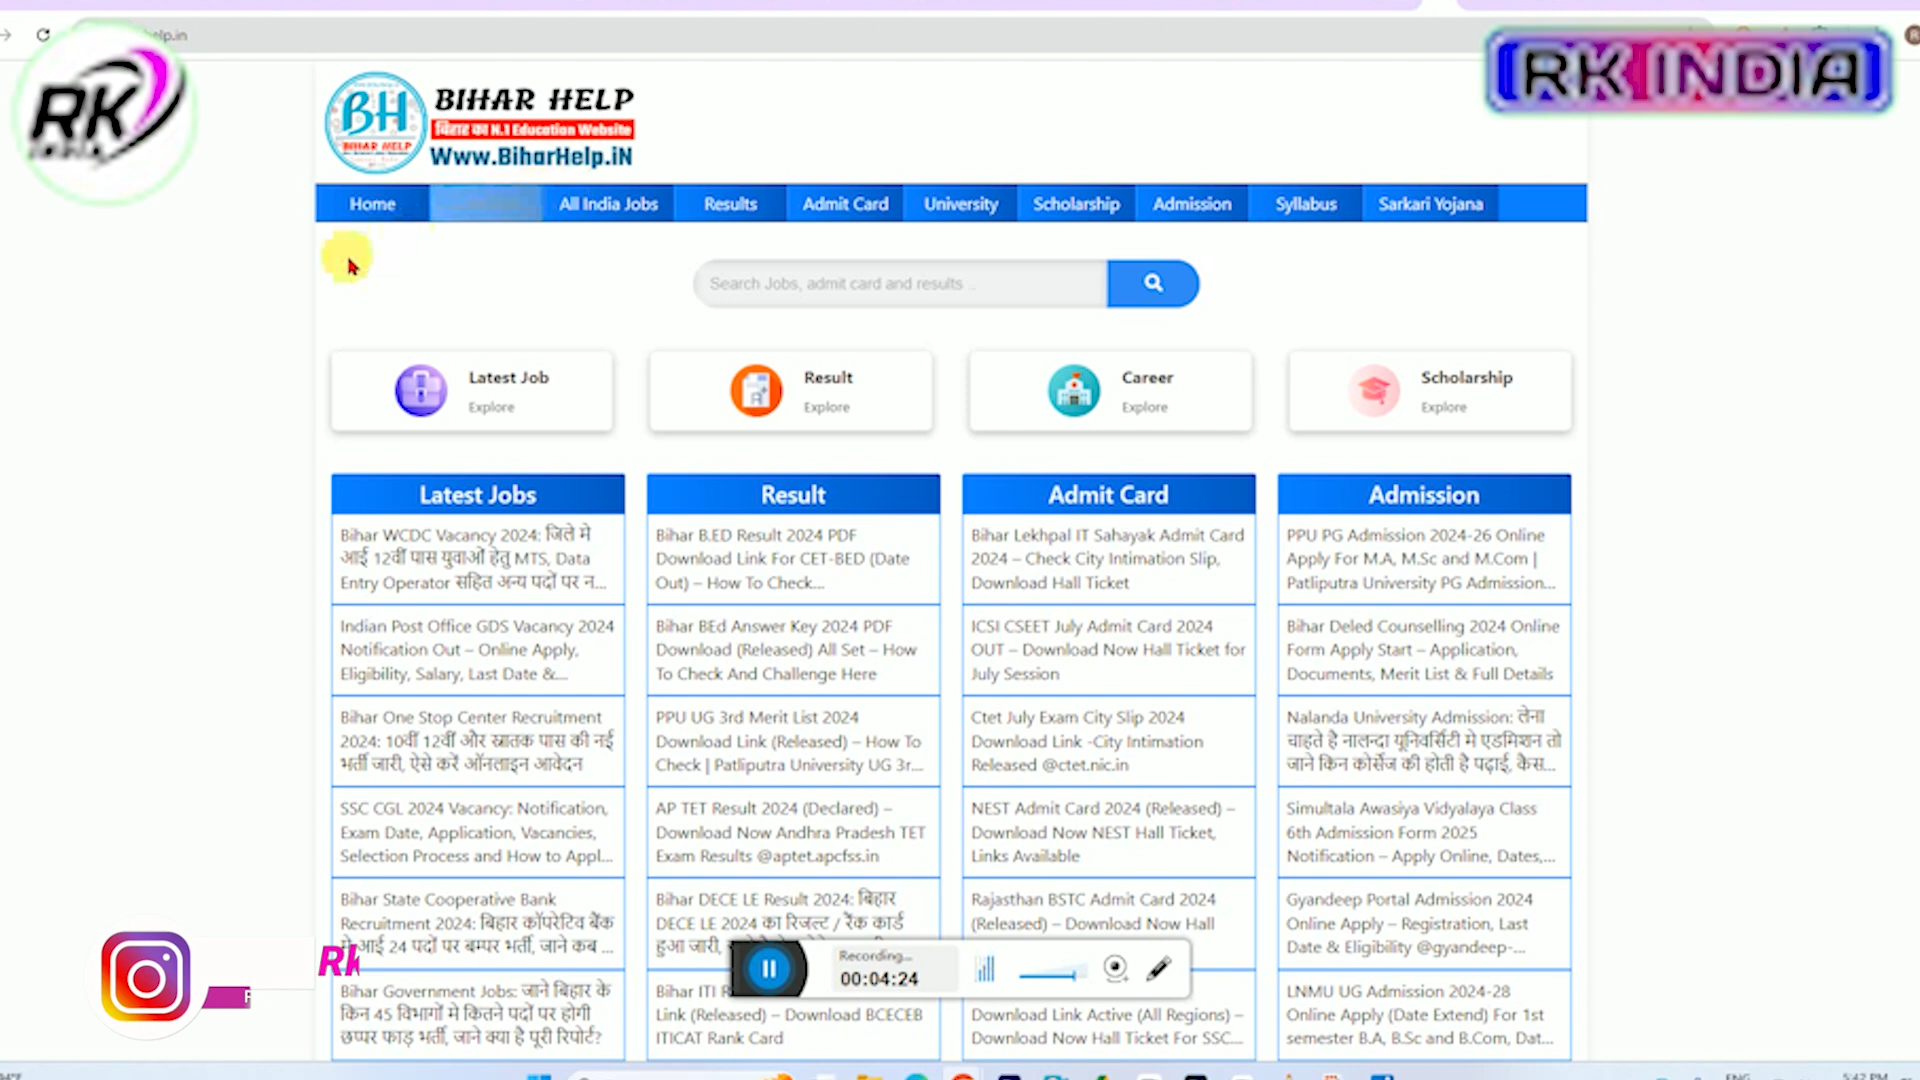 RK
INDIA
RK INDIA
BH
BIHAR HELP
BIHAR HELP
बिहार का N.1 Education Website
Www.BiharHelp.iN
Home
All India Jobs
Results
Admit Card
University
Scholarship
Admission
Syllabus
Sarkari Yojana
Search Jobs, admit card and results ..
Latest Job
Explore
Result
Explore
Career
Explore
Scholarship
Explore
Latest Jobs
Bihar WCDC Vacancy 2024: जिले मे
आई 12वीं पास युवाओं हेतु MTS, Data
Entry Operator सहित अन्य पदों पर न...
Indian Post Office GDS Vacancy 2024
Notification Out – Online Apply,
Eligibility, Salary, Last Date &...
Bihar One Stop Center Recruitment
2024: 10वीं 12वीं और स्नातक पास की नई
भर्ती जारी, ऐसे करें ऑनलाइन आवेदन
SSC CGL 2024 Vacancy: Notification,
Exam Date, Application, Vacancies,
Selection Process and How to Appl...
Bihar State Cooperative Bank
Recruitment 2024: बिहार कॉपरेटिव बैंक
मे आई 24 पदों पर बम्पर भर्ती, जाने कब ...
Bihar Government Jobs: जाने बिहार के
किन 45 विभागों मे कितने पदों पर होगी
छप्पर फाड़ भर्ती, जाने क्या है पूरी रिपोर्ट?
Result
Bihar B.ED Result 2024 PDF
Download Link For CET-BED (Date
Out) – How To Check...
Bihar BEd Answer Key 2024 PDF
Download (Released) All Set – How
To Check And Challenge Here
PPU UG 3rd Merit List 2024
Download Link (Released) – How To
Check | Patliputra University UG 3r...
AP TET Result 2024 (Declared) –
Download Now Andhra Pradesh TET
Exam Results @aptet.apcfss.in
Bihar DECE LE Result 2024: बिहार
DECE LE 2024 का रिजल्ट / रैंक कार्ड
हुआ जारी,
Bihar ITI
Link (Released) – Download BCECEB
ITICAT Rank Card
Admit Card
Bihar Lekhpal IT Sahayak Admit Card
2024 – Check City Intimation Slip,
Download Hall Ticket
ICSI CSEET July Admit Card 2024
OUT – Download Now Hall Ticket for
July Session
Ctet July Exam City Slip 2024
Download Link -City Intimation
Released @ctet.nic.in
NEST Admit Card 2024 (Released) –
Download Now NEST Hall Ticket,
Links Available
Rajasthan BSTC Admit Card 2024
(Released) – Download Now Hall
Download Link Active (All Regions) –
Download Now Hall Ticket For SSC...
Admission
PPU PG Admission 2024-26 Online
Apply For M.A, M.Sc and M.Com |
Patliputra University PG Admission...
Bihar Deled Counselling 2024 Online
Form Apply Start – Application,
Documents, Merit List & Full Details
Nalanda University Admission: लेना
चाहते है नालन्दा यूनिवर्सिटी मे एडमिशन तो
जाने किन कोर्सेज की होती है पढ़ाई, कैस...
Simultala Awasiya Vidyalaya Class
6th Admission Form 2025
Notification – Apply Online, Dates,...
Gyandeep Portal Admission 2024
Online Apply – Registration, Last
Date & Eligibility @gyandeep-...
LNMU UG Admission 2024-28
Online Apply (Date Extend) For 1st
semester B.A, B.Sc and B.Com, Dat...
Recording...
00:04:24
Rk
ENG
5:42 PM